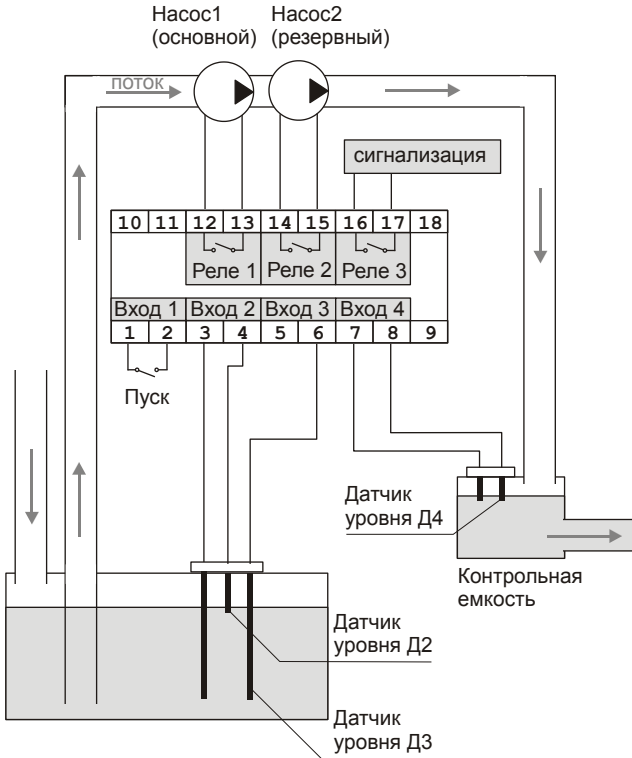 Насос1 Насос2
(основной) (резервный)
поток
сигнализация
10 11 12 13 14 15 16 17 18
Реле 1 Реле 2 Реле 3
Вход 1 Вход 2 Вход 3 Вход 4
1 2 3 4 5 6 7 8 9
Пуск
Датчик
уровня Д4
Контрольная
емкость
Датчик
уровня Д2
Датчик
уровня Д3